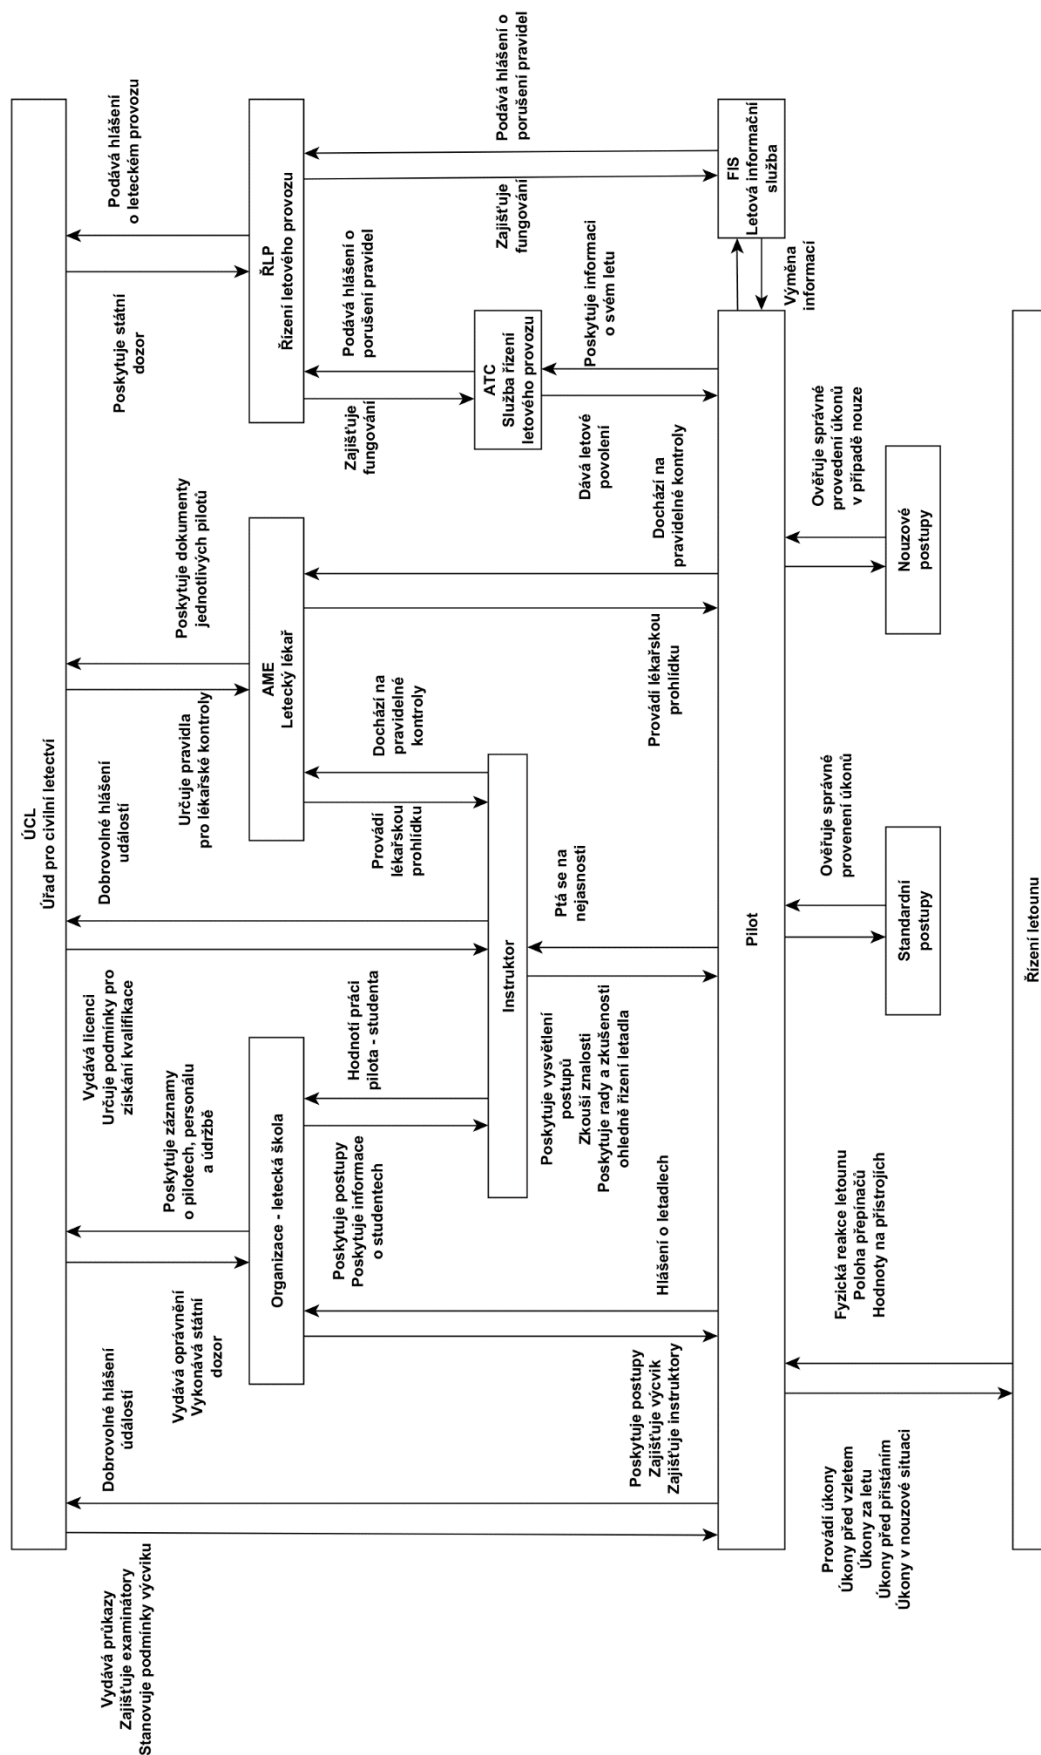 ÚCL
Úřad pro civilní letectví
Vydává průkazy
Zajišťuje examinátory
Stanovuje podmínky výcviku
Dobrovolné hlášení
údálostí
Vydává oprávnění
Vykonává státní
dozor
Poskytuje záznamy
o pilotech, personálu
a údržbě
Vydává licenci
Určuje podmínky pro
získání kvalifikace
Dobrovolné hlášení
událostí
Určuje pravidla
pro lékařské kontroly
Poskytuje dokumenty
jednotlivých pilotů
Poskytuje státní
dozor
Podává hlášení
o leteckém provozu
Organizace - letecká škola
AME
Letecký lékař
ŘLP
Řízení letového provozu
Poskytuje postupy
Poskytuje informace
o studentech
Hodnotí práci
pilota - studenta
Provádí
lékařskou
prohlídku
Dochází na
pravidelné
kontroly
Zajišťuje
fungování
Podává hlášení o
porušení pravidel
Zajišťuje
fungování
Podává hlášení o
porušení pravidel
Instruktor
ATC
Služba řízení
letového provozu
Poskytuje postupy
Zajišťuje výcvik
Zajišťuje instruktory
Hlášení o letadlech
Poskytuje vysvětlení
postupů
Zkouší znalosti
Poskytuje rady a zkušenosti
ohledně řízení letadla
Ptá se na
nejasnosti
Provádí lékařskou
prohlídku
Dochází na
pravidelné kontroly
Dává letové
povolení
Poskytuje informaci
o svém letu
Pilot
FIS
Letová informační
služba
Výměna
informací
Provádí úkony
Úkony před vzletem
Úkony za letu
Úkony před přistáním
Úkony v nouzové situaci
Fyzická reakce letounu
Poloha přepínačů
Hodnoty na přístrojích
Ověřuje správné
provenení úkonů
Ověřuje správné
provedení úkonů
v případě nouze
Standardní
postupy
Nouzové
postupy
Řízení letounu